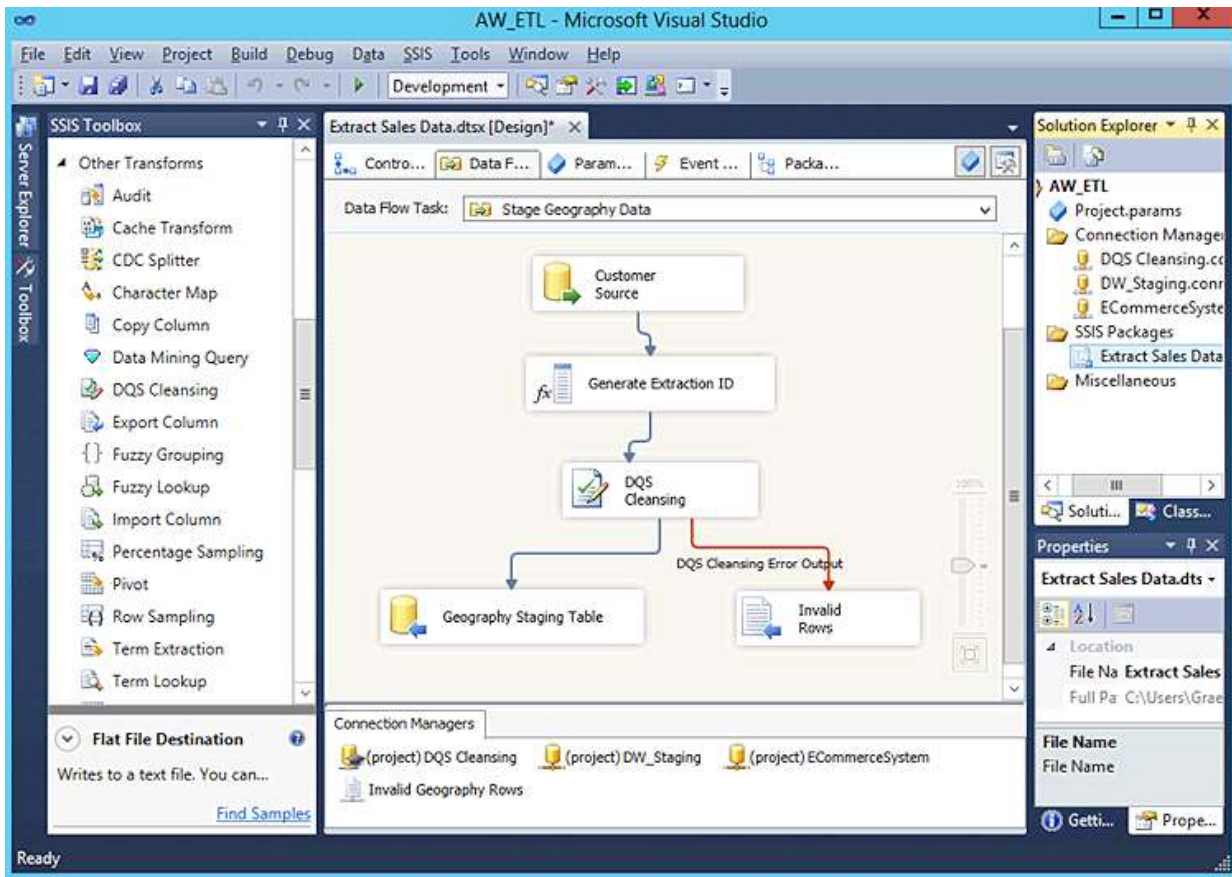 AW_ETL - Microsoft Visual Studio
File Edit View Project Build Debug Data SSIS Tools Window Help
Development
Server Explorer
Toolbox
SSIS Toolbox
Other Transforms
Audit
Cache Transform
CDC Splitter
Character Map
Copy Column
Data Mining Query
DQS Cleansing
Export Column
Fuzzy Grouping
Fuzzy Lookup
Import Column
Percentage Sampling
Pivot
Row Sampling
Term Extraction
Term Lookup
Flat File Destination
Writes to a text file. You can...
Find Samples
Extract Sales Data.dtsx [Design]*
Contro... Data F... Param... Event ... Packa...
Data Flow Task: Stage Geography Data
Customer
Source
Generate Extraction ID
DQS
Cleansing
100%
DQS Cleansing Error Output
Geography Staging Table
Invalid
Rows
Connection Managers
(project) DQS Cleansing (project) DW_Staging (project) ECommerceSystem
Invalid Geography Rows
Solution Explorer
AW_ETL
Project.params
Connection Manage
DQS Cleansing.co
DW_Staging.conr
ECommerceSyste
SSIS Packages
Extract Sales Data
Miscellaneous
Soluti... Class...
Properties
Extract Sales Data.dts
Location
File Na Extract Sales
Full Pa C:\Users\Grae
File Name
File Name
Getti... Prope...
Ready